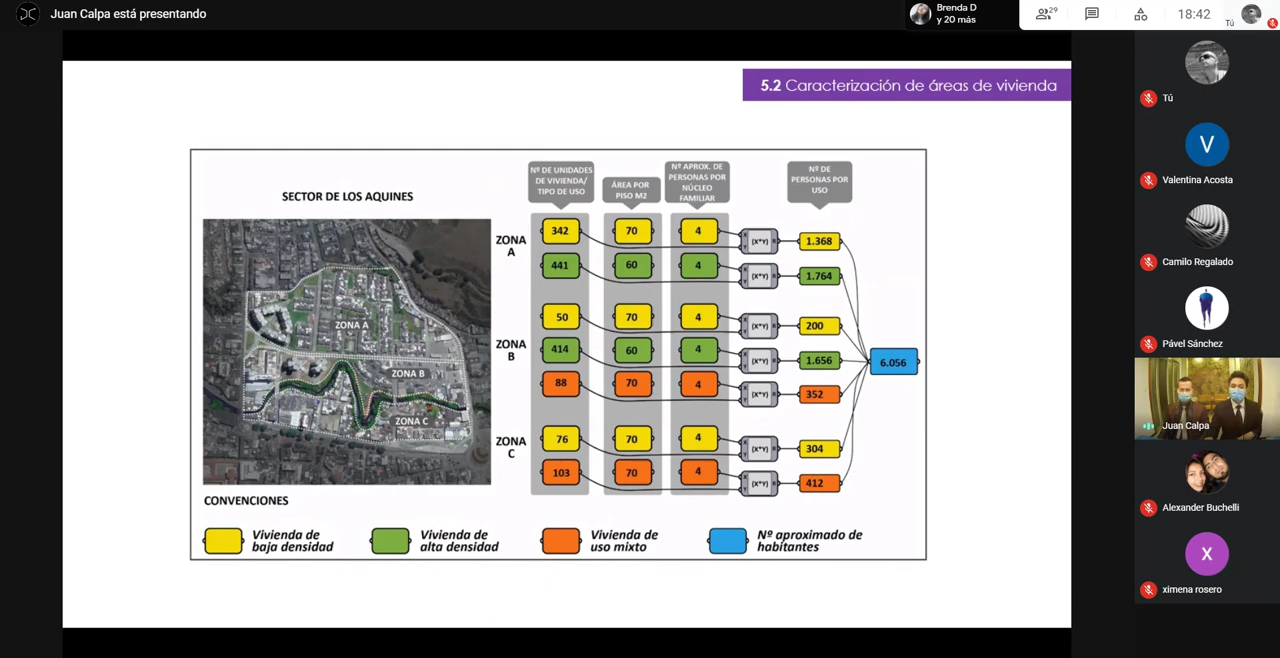 Juan Calpa está presentando
Brenda D
y 20 más
29
18:42
Tú
5.2 Caracterización de áreas de vivienda
SECTOR DE LOS AQUINES
Nº DE UNIDADES
DE VIVIENDA/
TIPO DE USO
ÁREA POR
PISO M2
Nº APROX. DE
PERSONAS POR
NÚCLEO
FAMILIAR
Nº DE
PERSONAS POR
USO
ZONA
A
342 70 4 (X*Y) 1.368
441 60 4 (X*Y) 1.764
ZONA
B
50 70 4 (X*Y) 200
414 60 4 (X*Y) 1.656
88 70 4 (X*Y) 352
6.056
ZONA
C
76 70 4 (X*Y) 304
103 70 4 (X*Y) 412
ZONA A
ZONA B
ZONA C
CONVENCIONES
Vivienda de
baja densidad
Vivienda de
alta densidad
Vivienda de
uso mixto
Nº aproximado de
habitantes
Tú
V
Valentina Acosta
Camilo Regalado
Pável Sánchez
Juan Calpa
Alexander Buchelli
X
ximena rosero